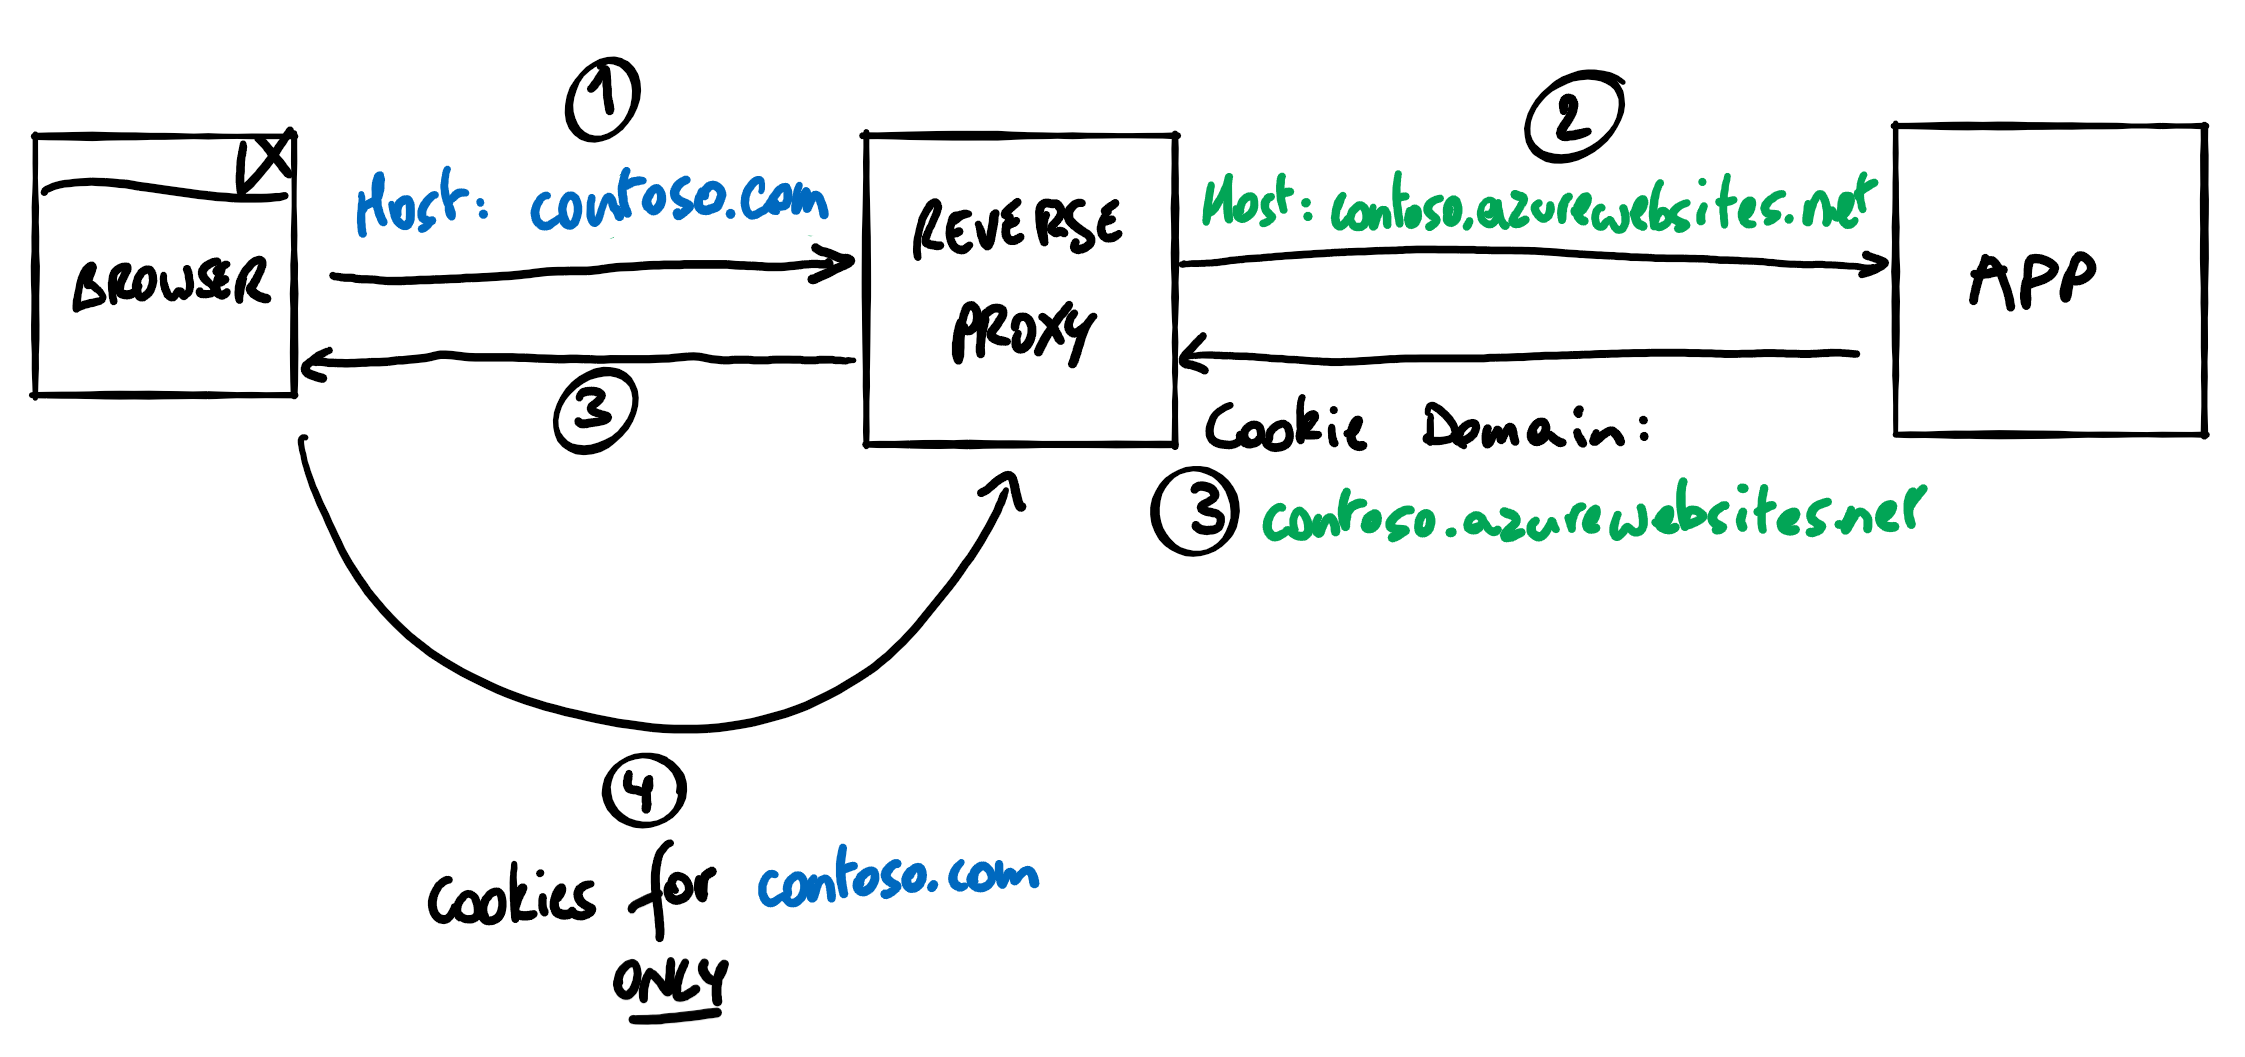 1
2
Host: contoso.com
Host: contoso.azurewebsites.net
BROWSER
REVERSE
PROXY
APP
3
Cookie Domain:
3
contoso.azurewebsites.net
4
Cookies for contoso.com
ONLY